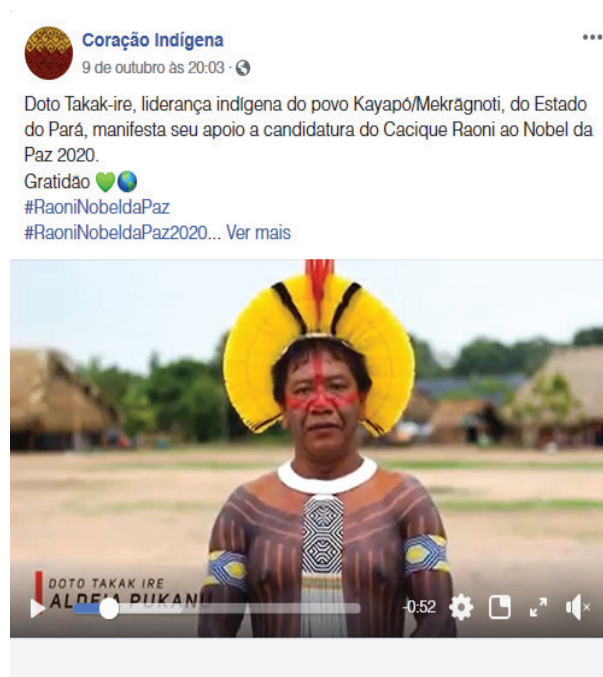 Coração Indígena
9 de outubro às 20:03 ·
Doto Takak-ire, liderança indígena do povo Kayapó/Mekrãgnoti, do Estado
do Pará, manifesta seu apoio a candidatura do Cacique Raoni ao Nobel da
Paz 2020.
Gratidão 💚🌎
#RaoniNobeldaPaz
#RaoniNobeldaPaz2020... Ver mais
DOTO TAKAK IRE
ALDEIA PUKANU
-0:52